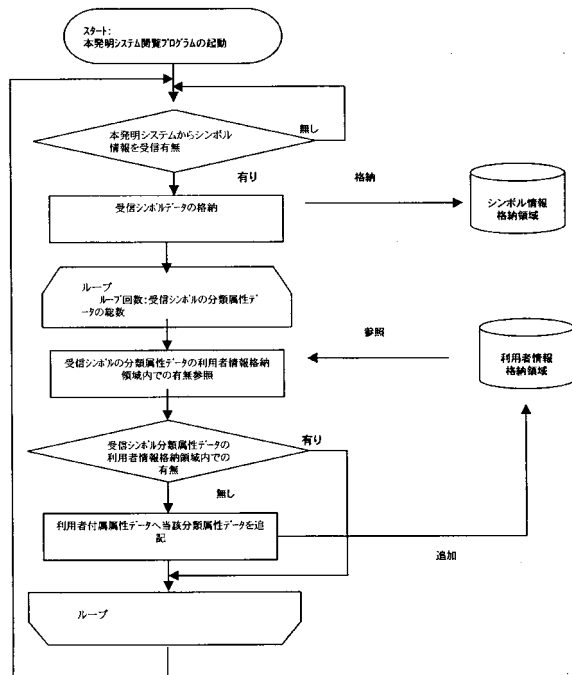 スタート:
本発明システム閲覧プログラムの起動
本発明システムからシンボル
情報を受信有無
無し
有り
受信シンボルデータの格納
格納
シンボル情報
格納領域
ループ
ループ回数:受信シンボルの分類属性デ
ータの総数
参照
受信シンボルの分類属性データの利用者情報格納
領域内での有無参照
利用者情報
格納領域
受信シンボル分類属性データの
利用者情報格納領域内での
有無
有り
無し
利用者付属属性データへ当該分類属性データを追
記
追加
ループ